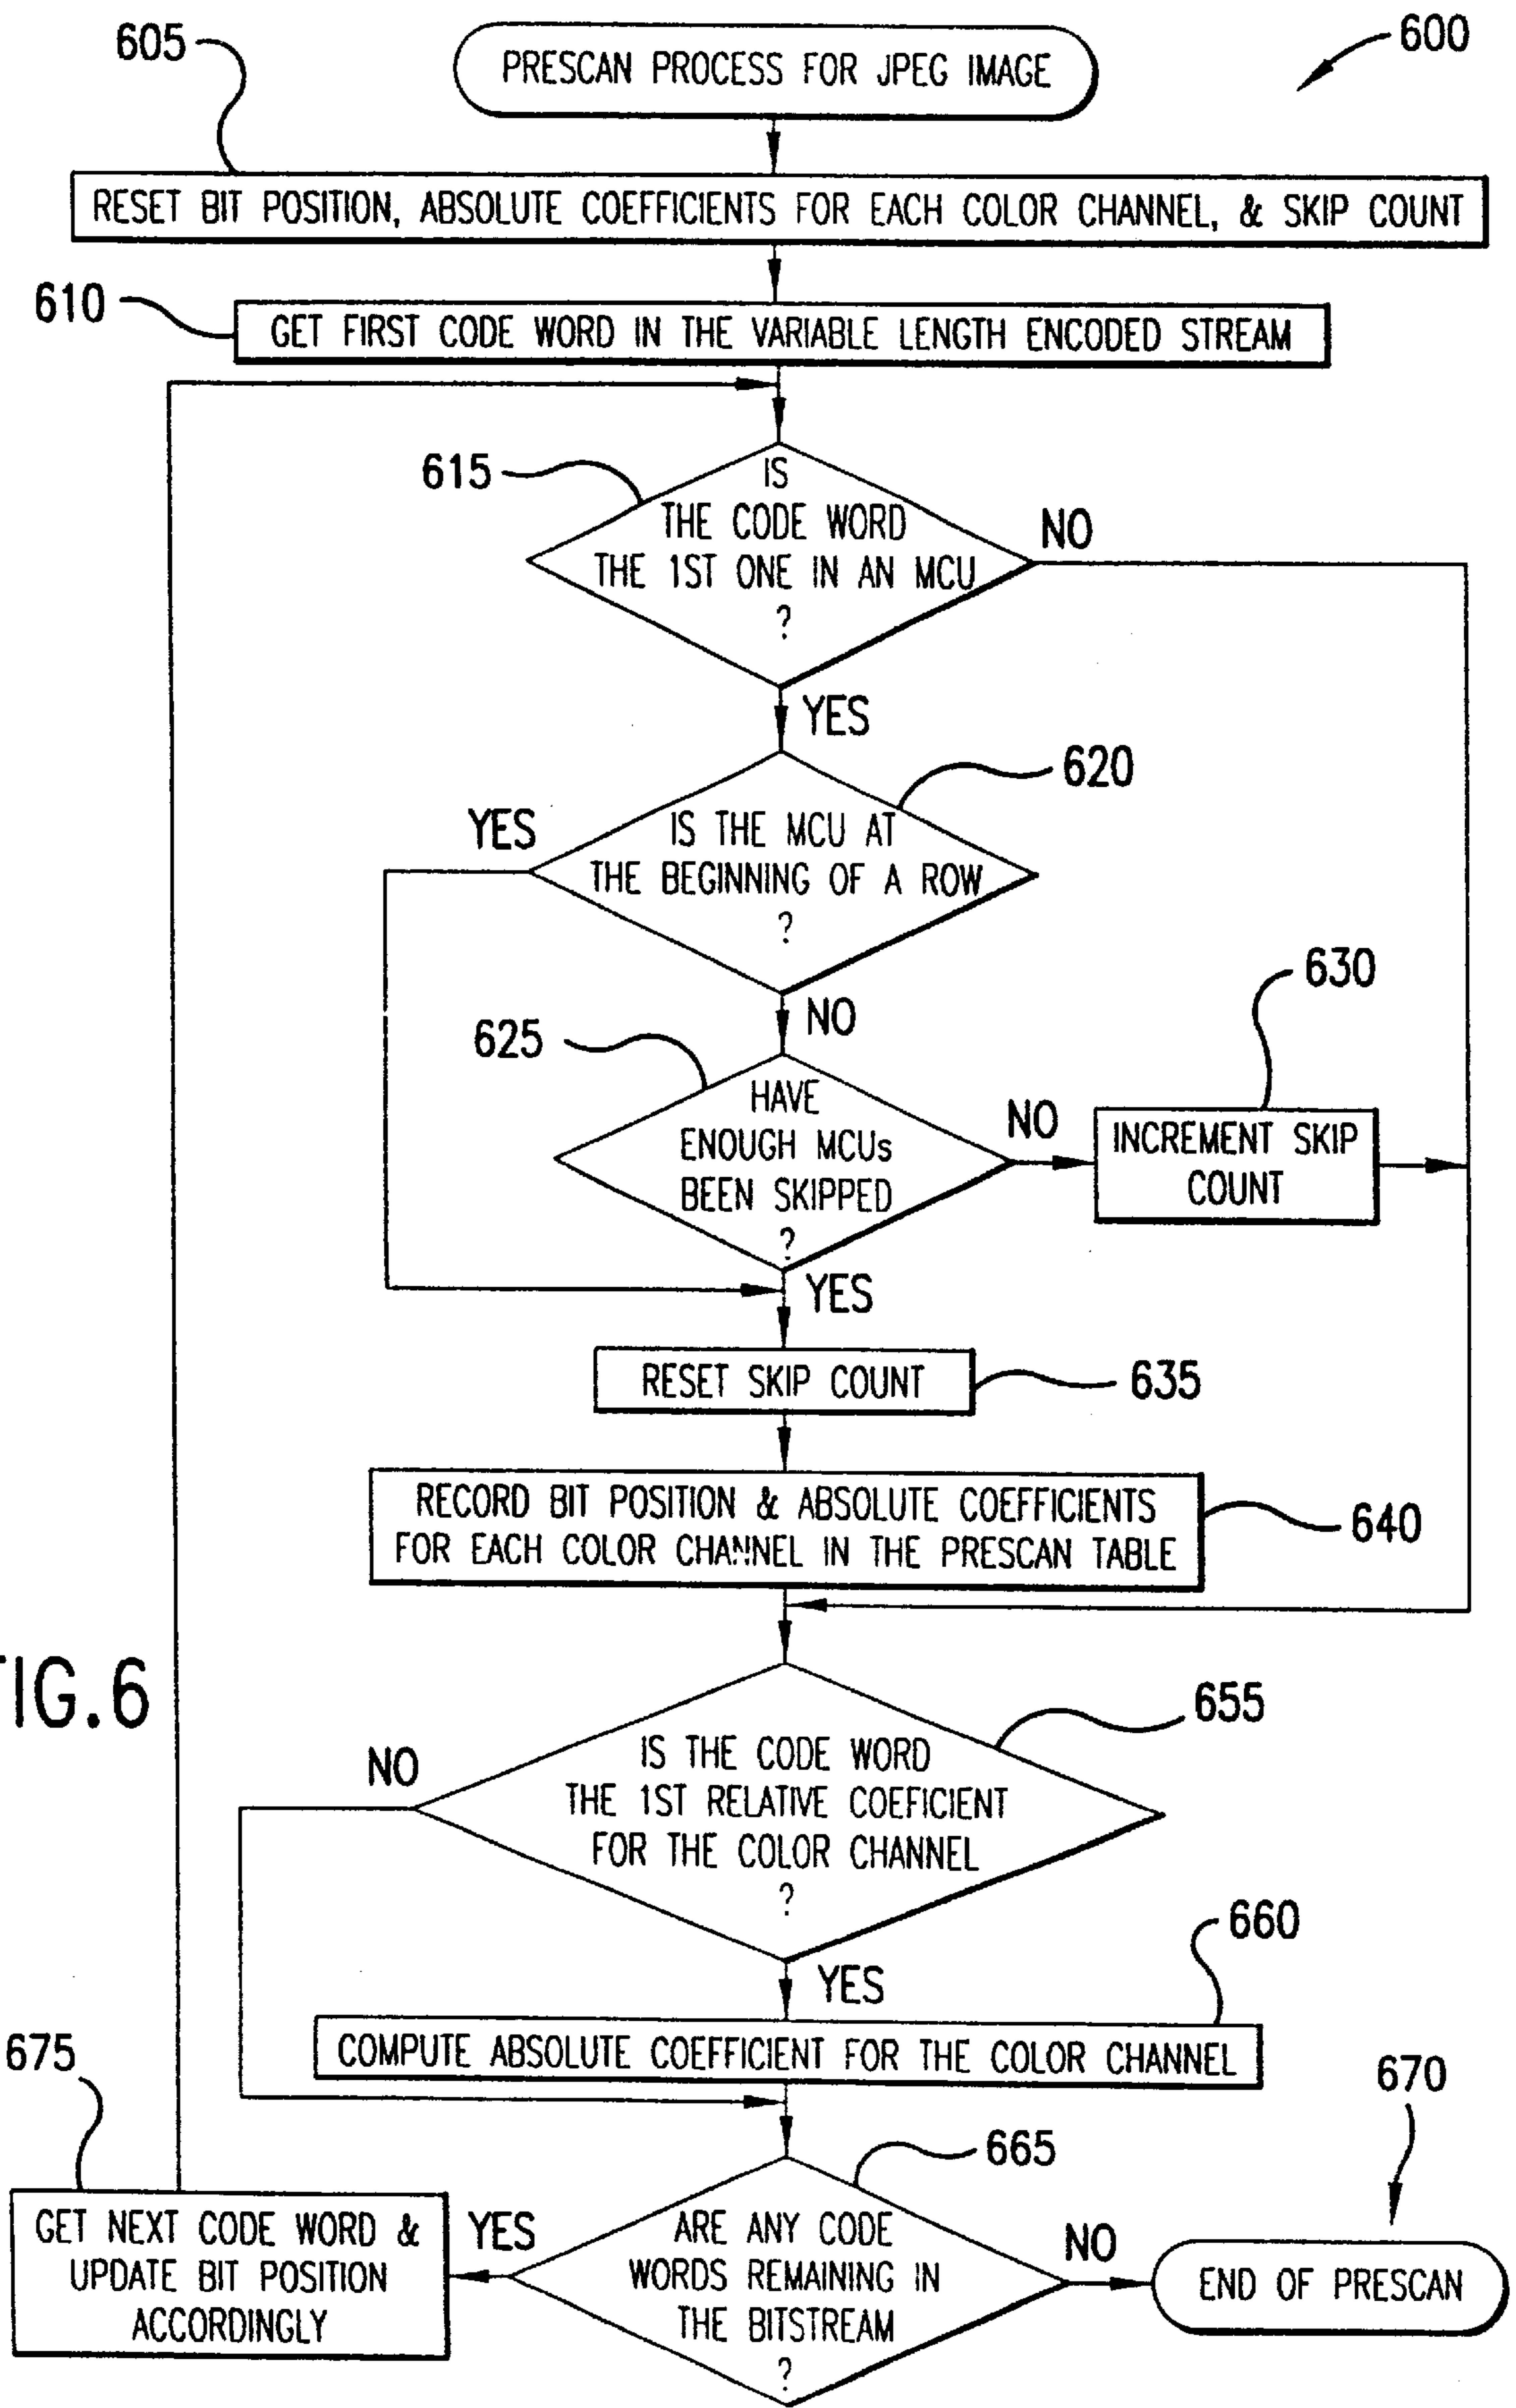 605
PRESCAN PROCESS FOR JPEG IMAGE
600
RESET BIT POSITION, ABSOLUTE COEFFICIENTS FOR EACH COLOR CHANNEL, & SKIP COUNT
610
GET FIRST CODE WORD IN THE VARIABLE LENGTH ENCODED STREAM
615
IS
THE CODE WORD
THE 1ST ONE IN AN MCU
?
NO
YES
620
YES
IS THE MCU AT
THE BEGINNING OF A ROW
?
NO
630
625
HAVE
ENOUGH MCUs
BEEN SKIPPED
?
NO
INCREMENT SKIP
COUNT
YES
RESET SKIP COUNT
635
RECORD BIT POSITION & ABSOLUTE COEFFICIENTS
FOR EACH COLOR CHANNEL IN THE PRESCAN TABLE
640
FIG.6
655
NO
IS THE CODE WORD
THE 1ST RELATIVE COEFICIENT
FOR THE COLOR CHANNEL
?
660
YES
COMPUTE ABSOLUTE COEFFICIENT FOR THE COLOR CHANNEL
675
670
665
GET NEXT CODE WORD &
UPDATE BIT POSITION
ACCORDINGLY
YES
ARE ANY CODE
WORDS REMAINING IN
THE BITSTREAM
?
NO
END OF PRESCAN